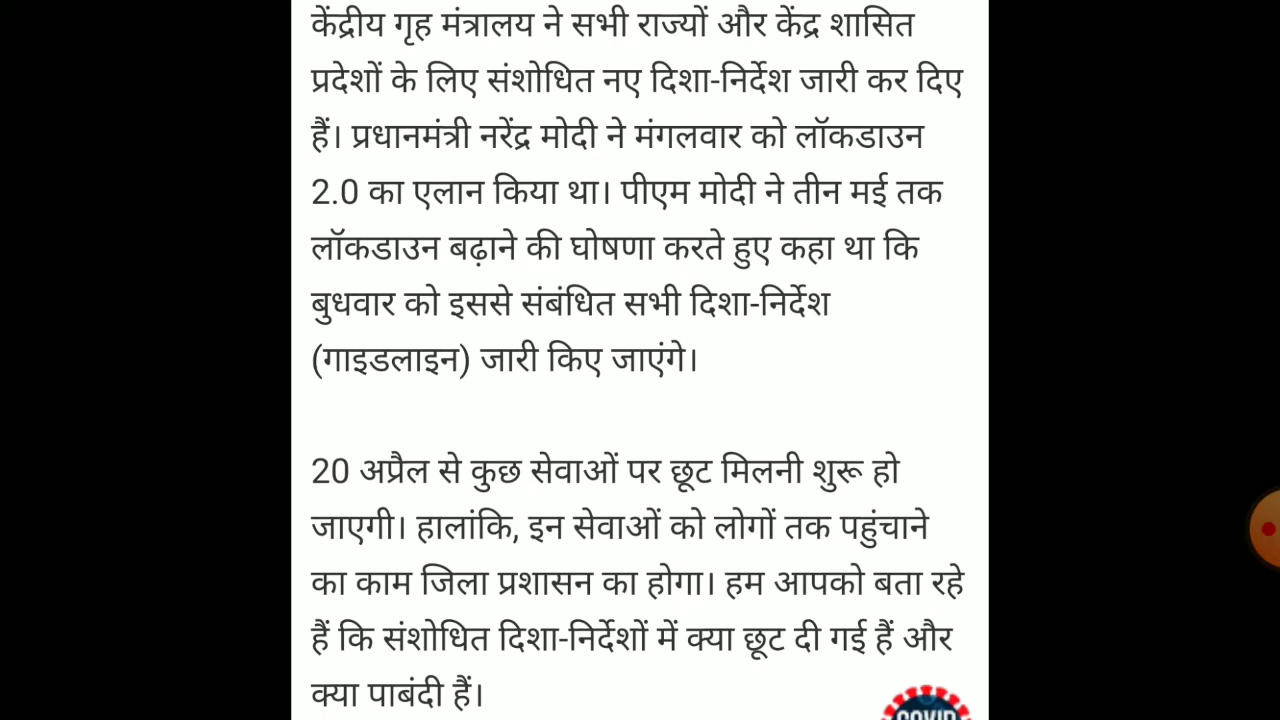 केंद्रीय गृह मंत्रालय ने सभी राज्यों और केंद्र शासित
प्रदेशों के लिए संशोधित नए दिशा-निर्देश जारी कर दिए
हैं। प्रधानमंत्री नरेंद्र मोदी ने मंगलवार को लॉकडाउन
2.0 का एलान किया था। पीएम मोदी ने तीन मई तक
लॉकडाउन बढ़ाने की घोषणा करते हुए कहा था कि
बुधवार को इससे संबंधित सभी दिशा-निर्देश
(गाइडलाइन) जारी किए जाएंगे।
20 अप्रैल से कुछ सेवाओं पर छूट मिलनी शुरू हो
जाएगी। हालांकि, इन सेवाओं को लोगों तक पहुंचाने
का काम जिला प्रशासन का होगा। हम आपको बता रहे
हैं कि संशोधित दिशा-निर्देशों में क्या छूट दी गई हैं और
क्या पाबंदी हैं।
COVID